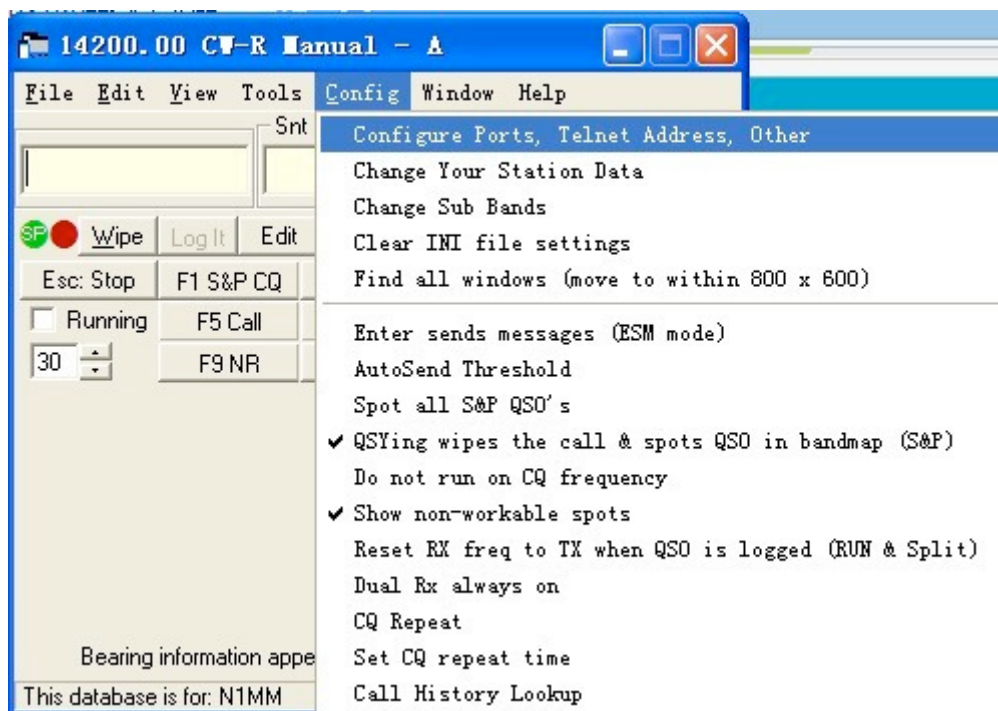 14200.00 CW-R Manual - A
File Edit View Tools Config Window Help
Snt
SP Wipe Log It Edit
Esc: Stop F1 S&P CQ
Running F5 Call
30 F9 NR
Bearing information appe
This database is for: N1MM
Configure Ports, Telnet Address, Other
Change Your Station Data
Change Sub Bands
Clear INI file settings
Find all windows (move to within 800 x 600)
Enter sends messages (ESM mode)
AutoSend Threshold
Spot all S&P QSO's
QSYing wipes the call & spots QSO in bandmap (S&P)
Do not run on CQ frequency
Show non-workable spots
Reset RX freq to TX when QSO is logged (RUN & Split)
Dual Rx always on
CQ Repeat
Set CQ repeat time
Call History Lookup